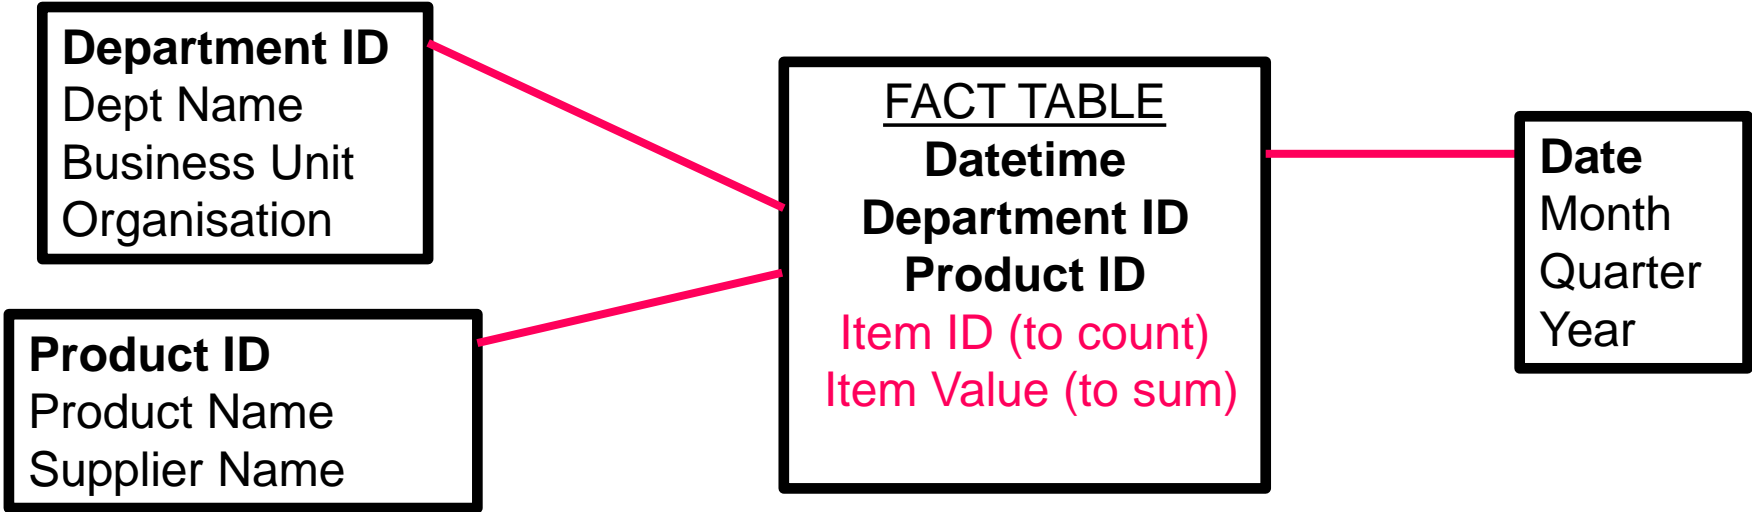 Department ID
Dept Name
Business Unit
Organisation
Product ID
Product Name
Supplier Name
FACT TABLE
Datetime
Department ID
Product ID
Item ID (to count)
Item Value (to sum)
Date
Month
Quarter
Year